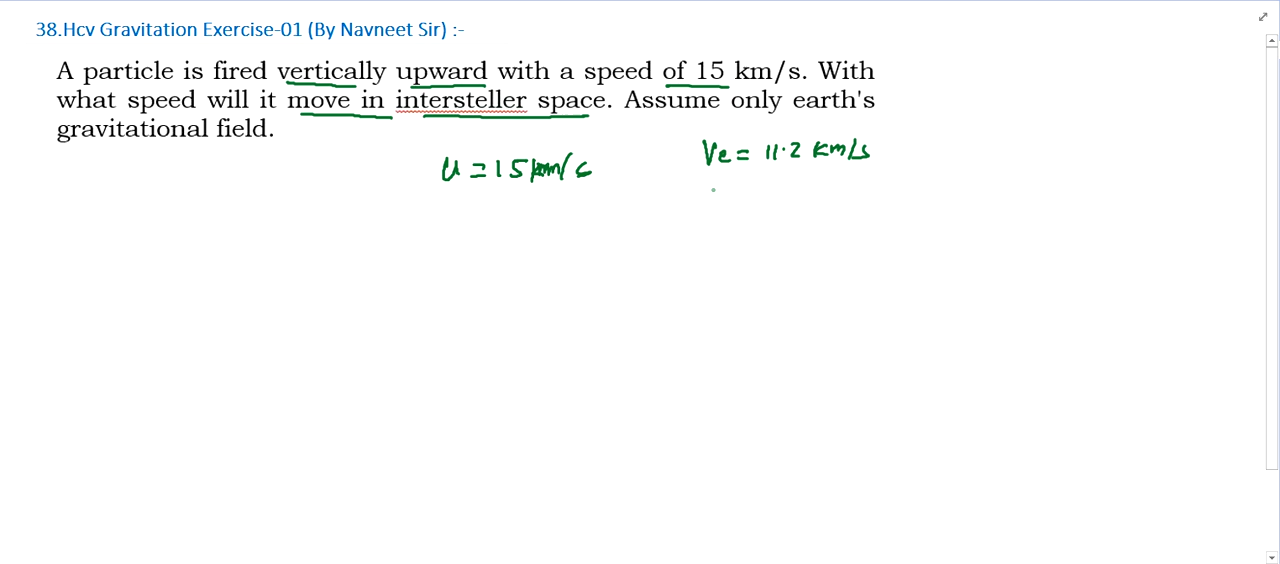 38.Hcv Gravitation Exercise-01 (By Navneet Sir) :-
A particle is fired vertically upward with a speed of 15 km/s. With
what speed will it move in intersteller space. Assume only earth's
gravitational field.
u = 15 km/s
Ve = 11.2 km/s